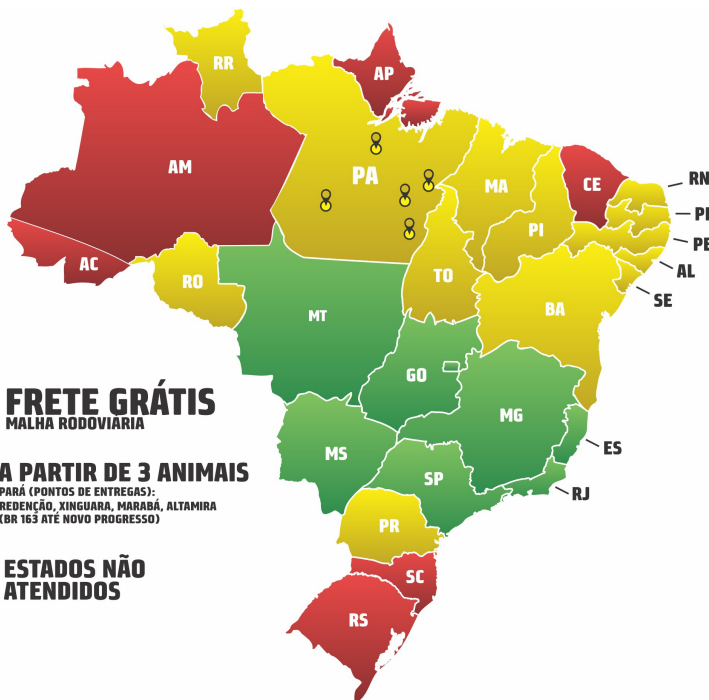 RR
AP
AM
PA
MA
CE
RN
PI
PB
PE
AL
SE
AC
RO
TO
BA
MT
GO
MG
ES
RJ
MS
SP
PR
SC
RS
FRETE GRÁTIS
MALHA RODOVIÁRIA
A PARTIR DE 3 ANIMAIS
PARÁ (PONTOS DE ENTREGAS):
REDENÇÃO, XINGUARA, MARABÁ, ALTAMIRA
(BR 163 ATÉ NOVO PROGRESSO)
ESTADOS NÃO
ATENDIDOS